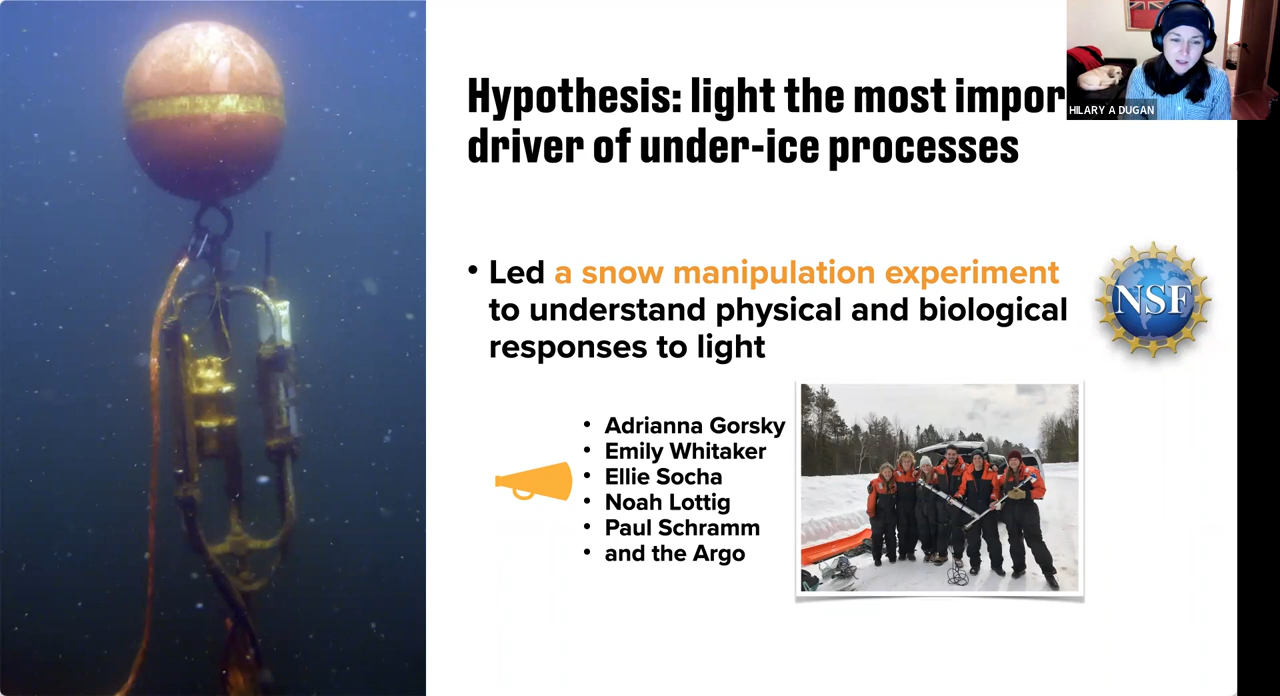 Hypothesis: light the most impor
driver of under-ice processes
HILARY A DUGAN
• Led a snow manipulation experiment
to understand physical and biological
responses to light
NSF
• Adrianna Gorsky
• Emily Whitaker
• Ellie Socha
• Noah Lottig
• Paul Schramm
• and the Argo